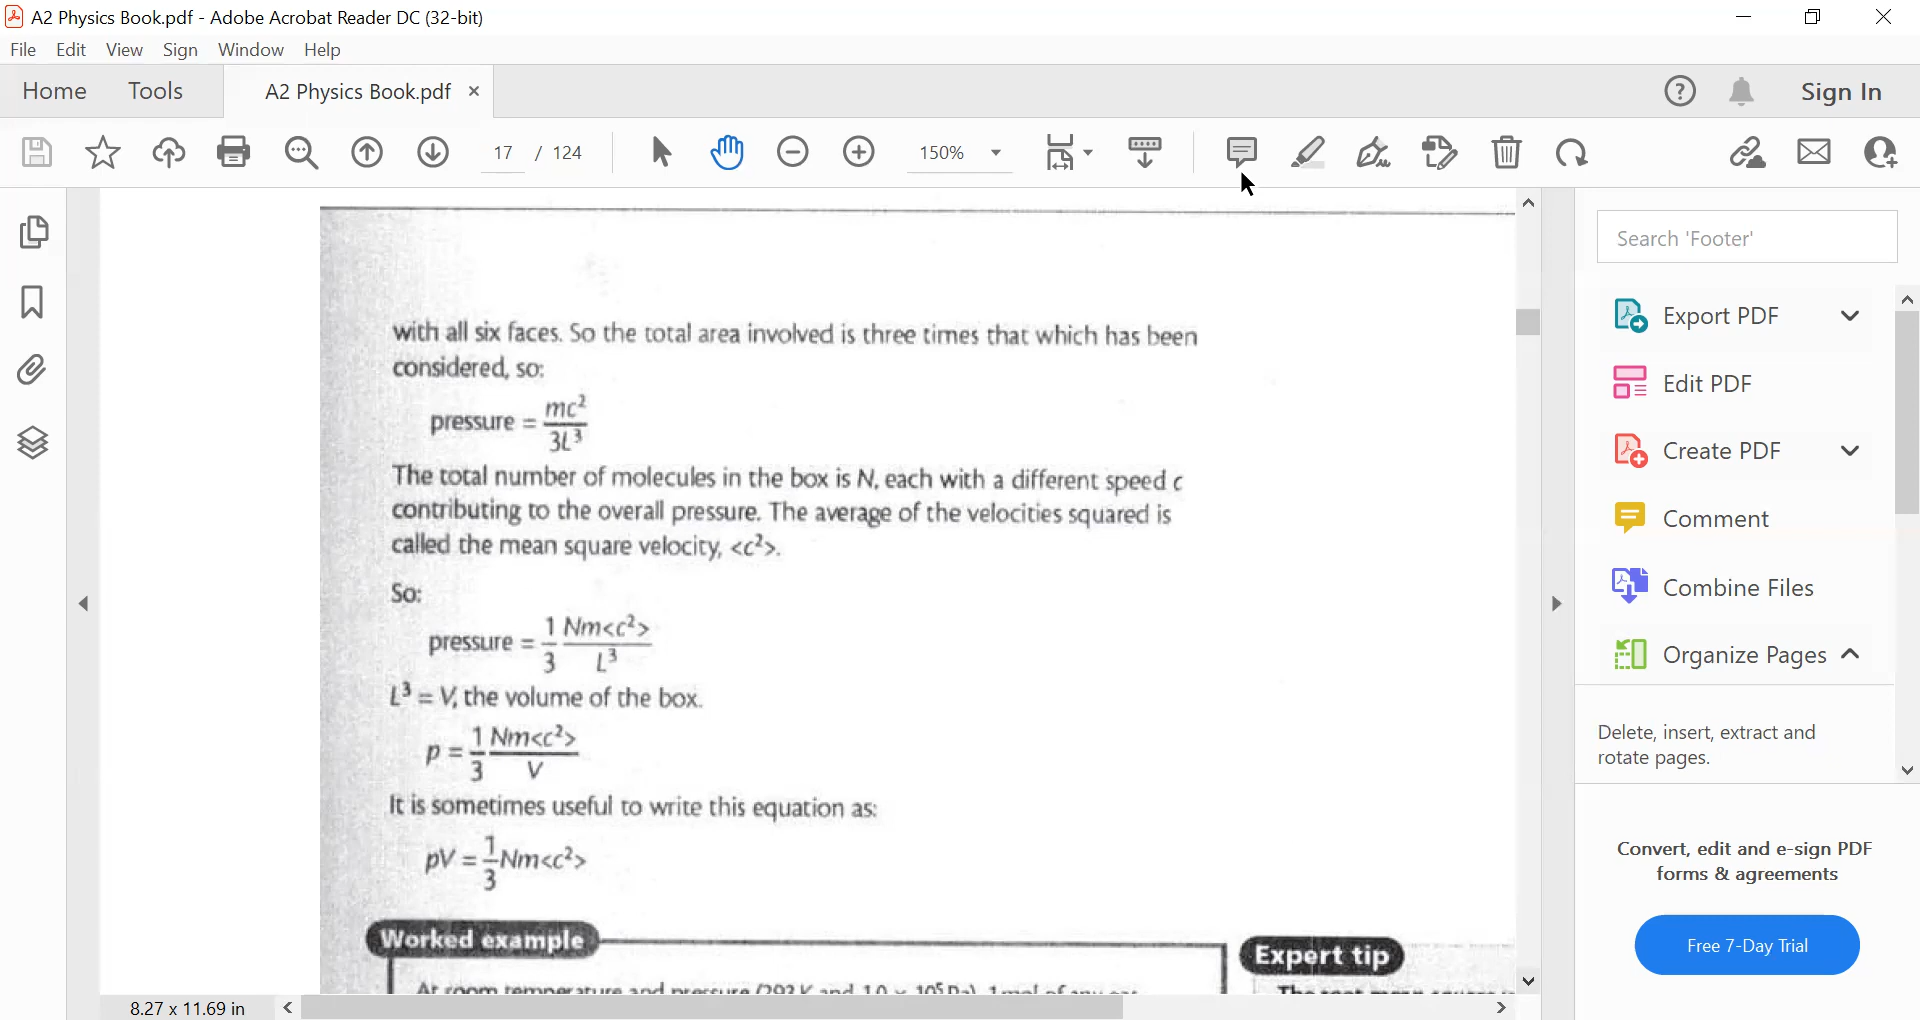 A2 Physics Book.pdf - Adobe Acrobat Reader DC (32-bit)
File Edit View Sign Window Help
Home Tools A2 Physics Book.pdf × Sign In
17 / 124 150%
Search 'Footer'
with all six faces. So the total area involved is three times that which has been
considered, so:
pressure = mc²/3L³
The total number of molecules in the box is N, each with a different speed c
contributing to the overall pressure. The average of the velocities squared is
called the mean square velocity, <c²>.
So:
pressure = 1/3 Nm<c²>/L³
L³ = V, the volume of the box.
p = 1/3 Nm<c²>/V
It is sometimes useful to write this equation as:
pV = 1/3 Nm<c²>
Worked example
Expert tip
At room temperature and pressure (293 K and 1.0 × 10⁵ Pa), 1 mol of any gas
The root mean square
8.27 x 11.69 in
Export PDF
Edit PDF
Create PDF
Comment
Combine Files
Organize Pages
Delete, insert, extract and
rotate pages.
Convert, edit and e-sign PDF
forms & agreements
Free 7-Day Trial